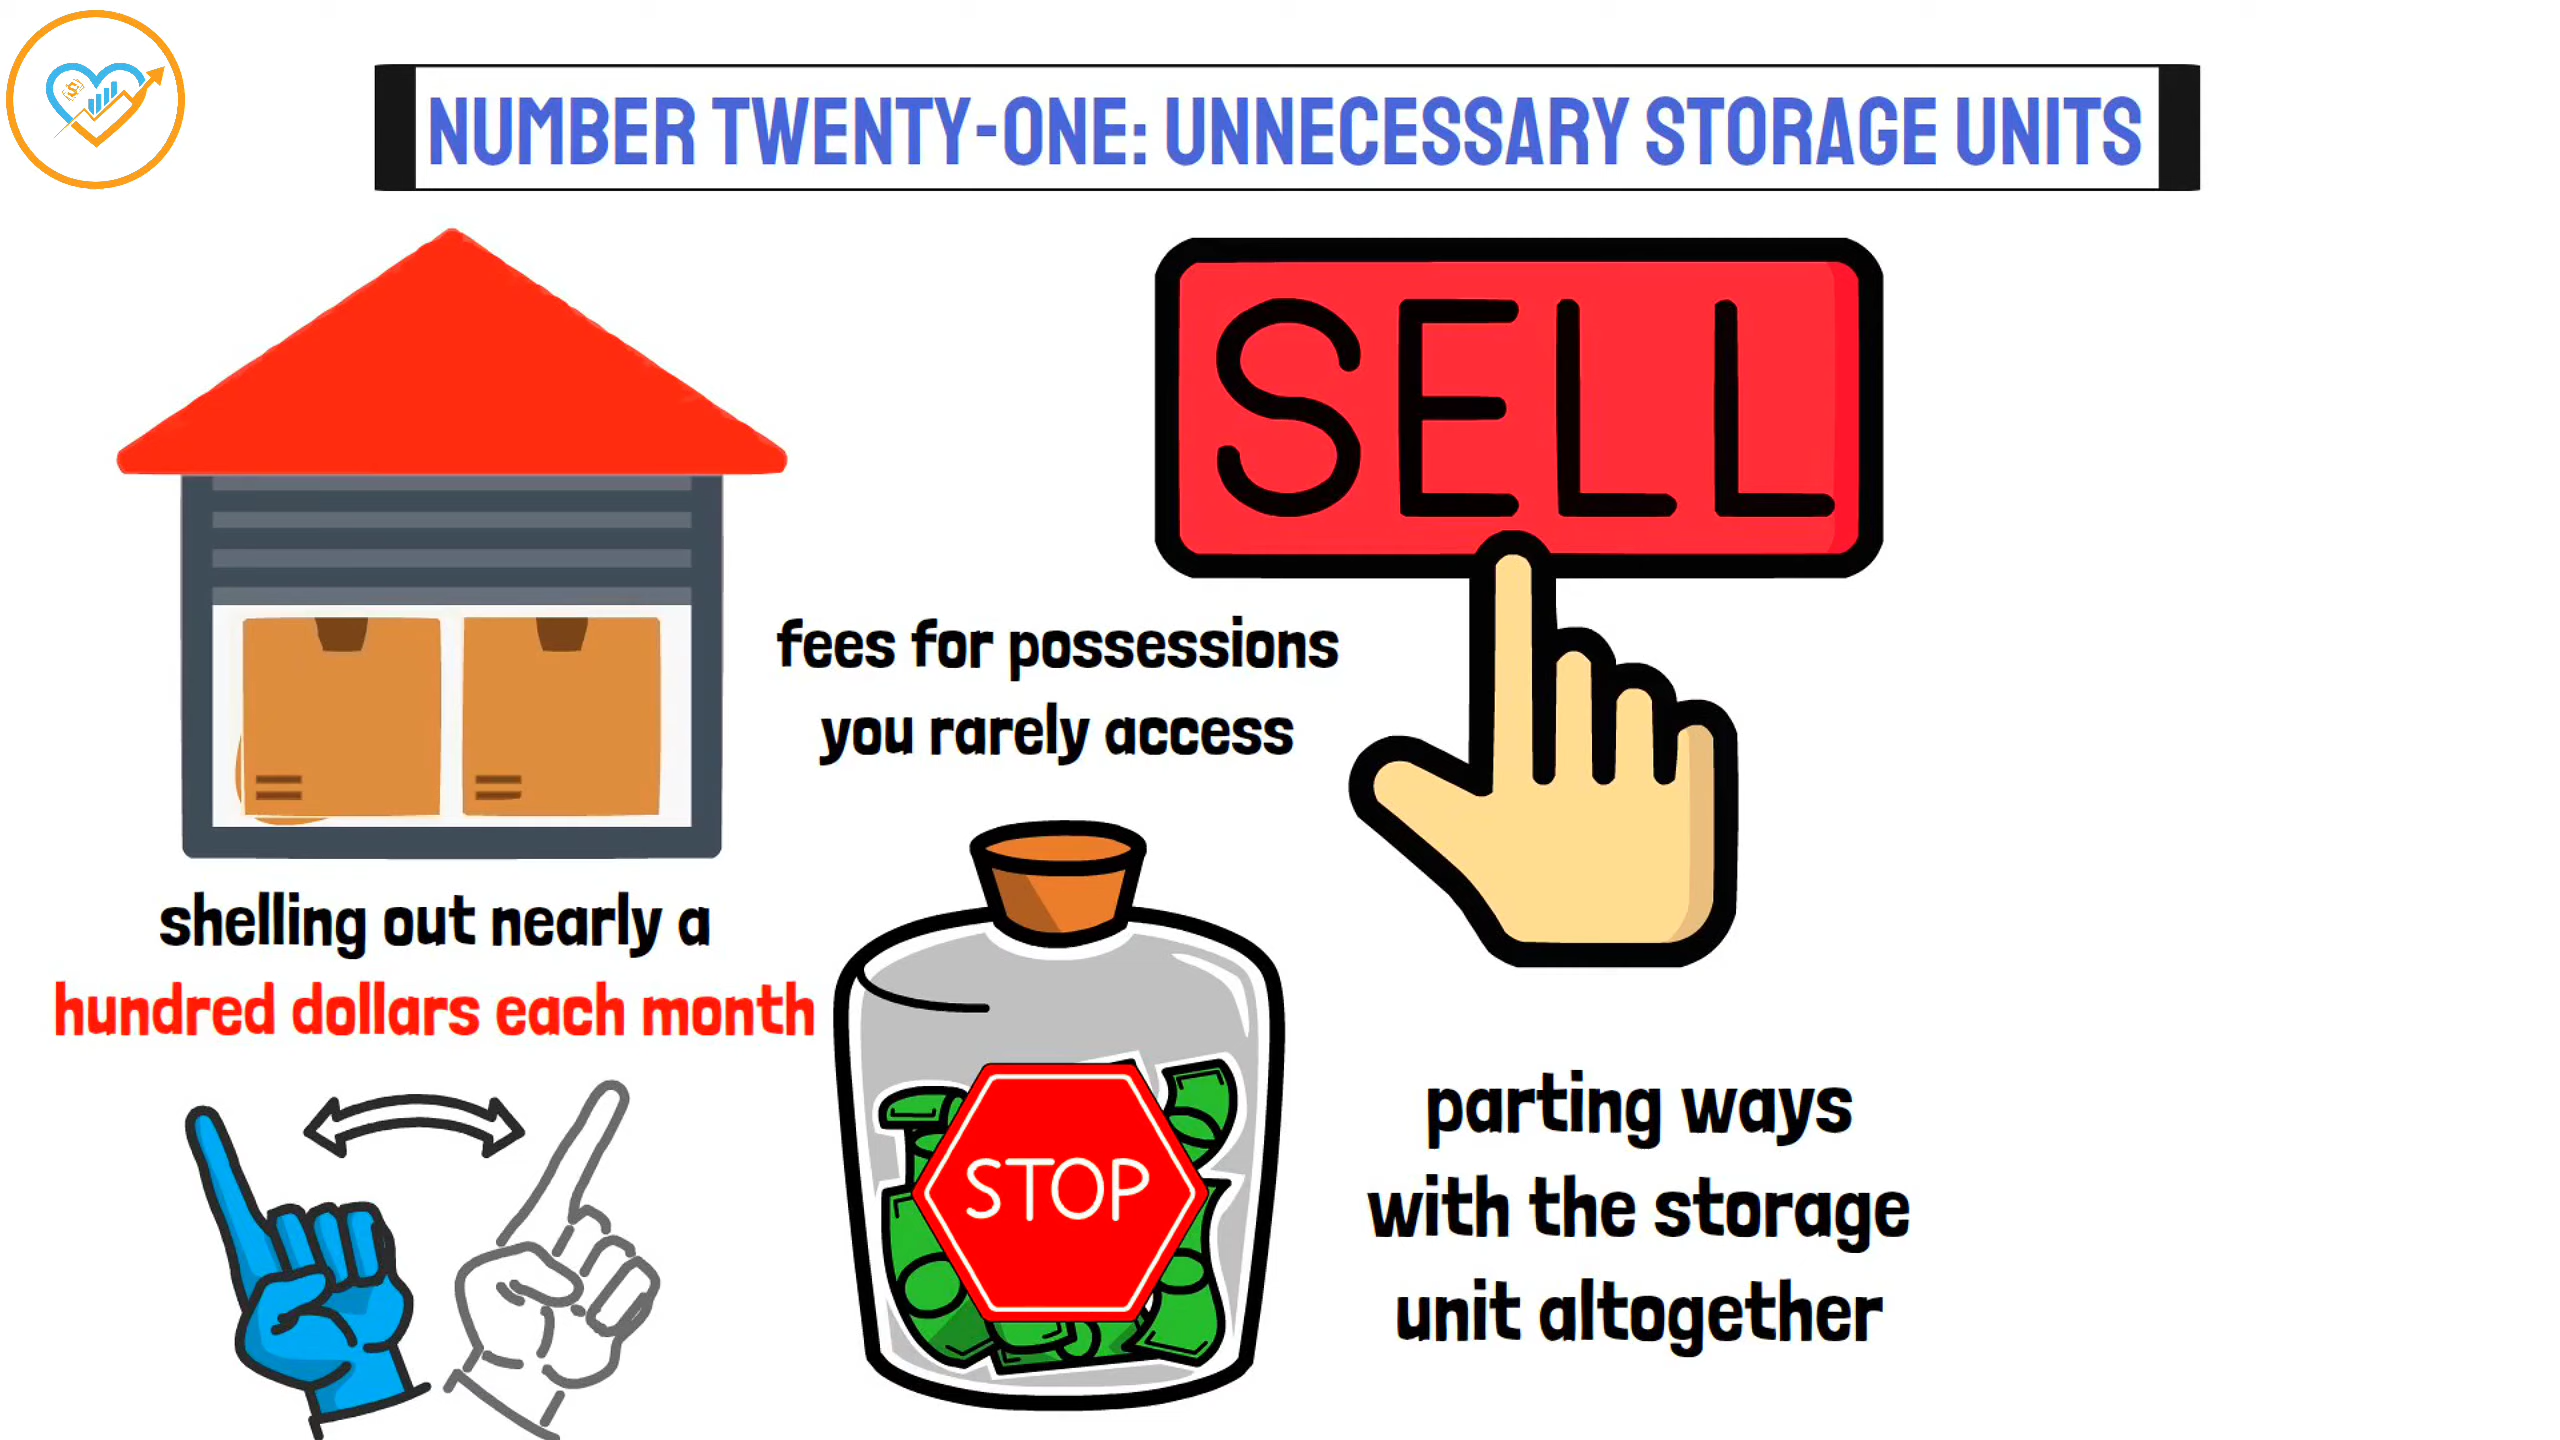 NUMBER TWENTY-ONE: UNNECESSARY STORAGE UNITS
SELL
fees for possessions
you rarely access
shelling out nearly a
hundred dollars each month
STOP
parting ways
with the storage
unit altogether
$